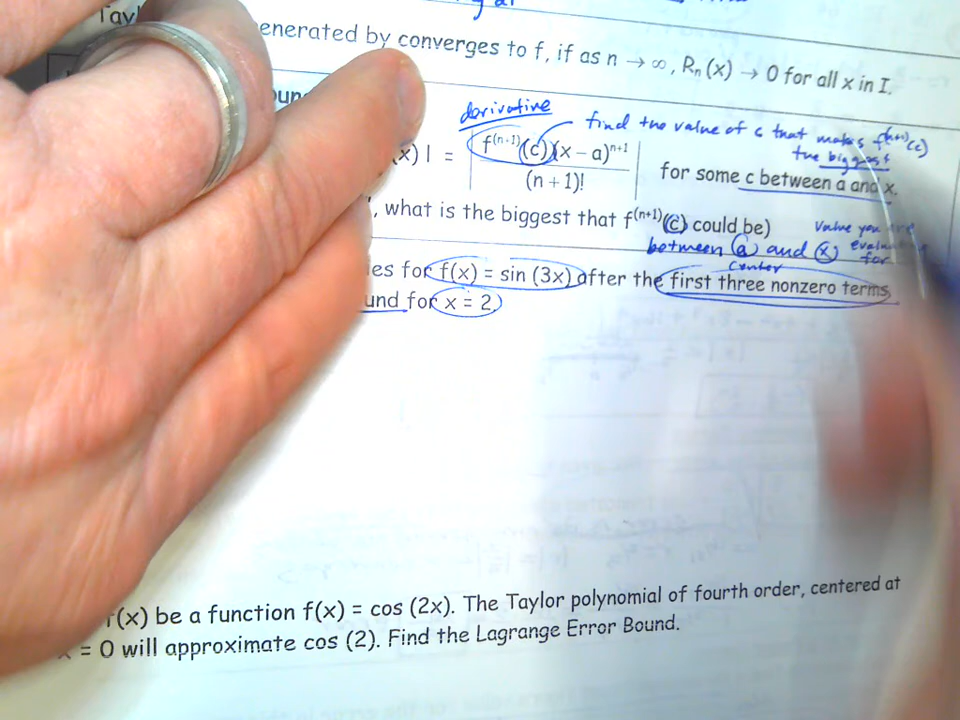 Tayl
enerated by converges to f, if as n → ∞, Rₙ(x) → 0 for all x in I.
oun
derivative
find the value of c that makes f⁽ⁿ⁺¹⁾(c)
the biggest
(x) | = | f⁽ⁿ⁺¹⁾(c)(x – a)ⁿ⁺¹ / (n + 1)! | for some c between a and x.
, what is the biggest that f⁽ⁿ⁺¹⁾(c) could be)
between a and x
center
value you
for
ies for f(x) = sin (3x) after the first three nonzero terms
und for x = 2.
f(x) be a function f(x) = cos (2x). The Taylor polynomial of fourth order, centered at
x = 0 will approximate cos (2). Find the Lagrange Error Bound.